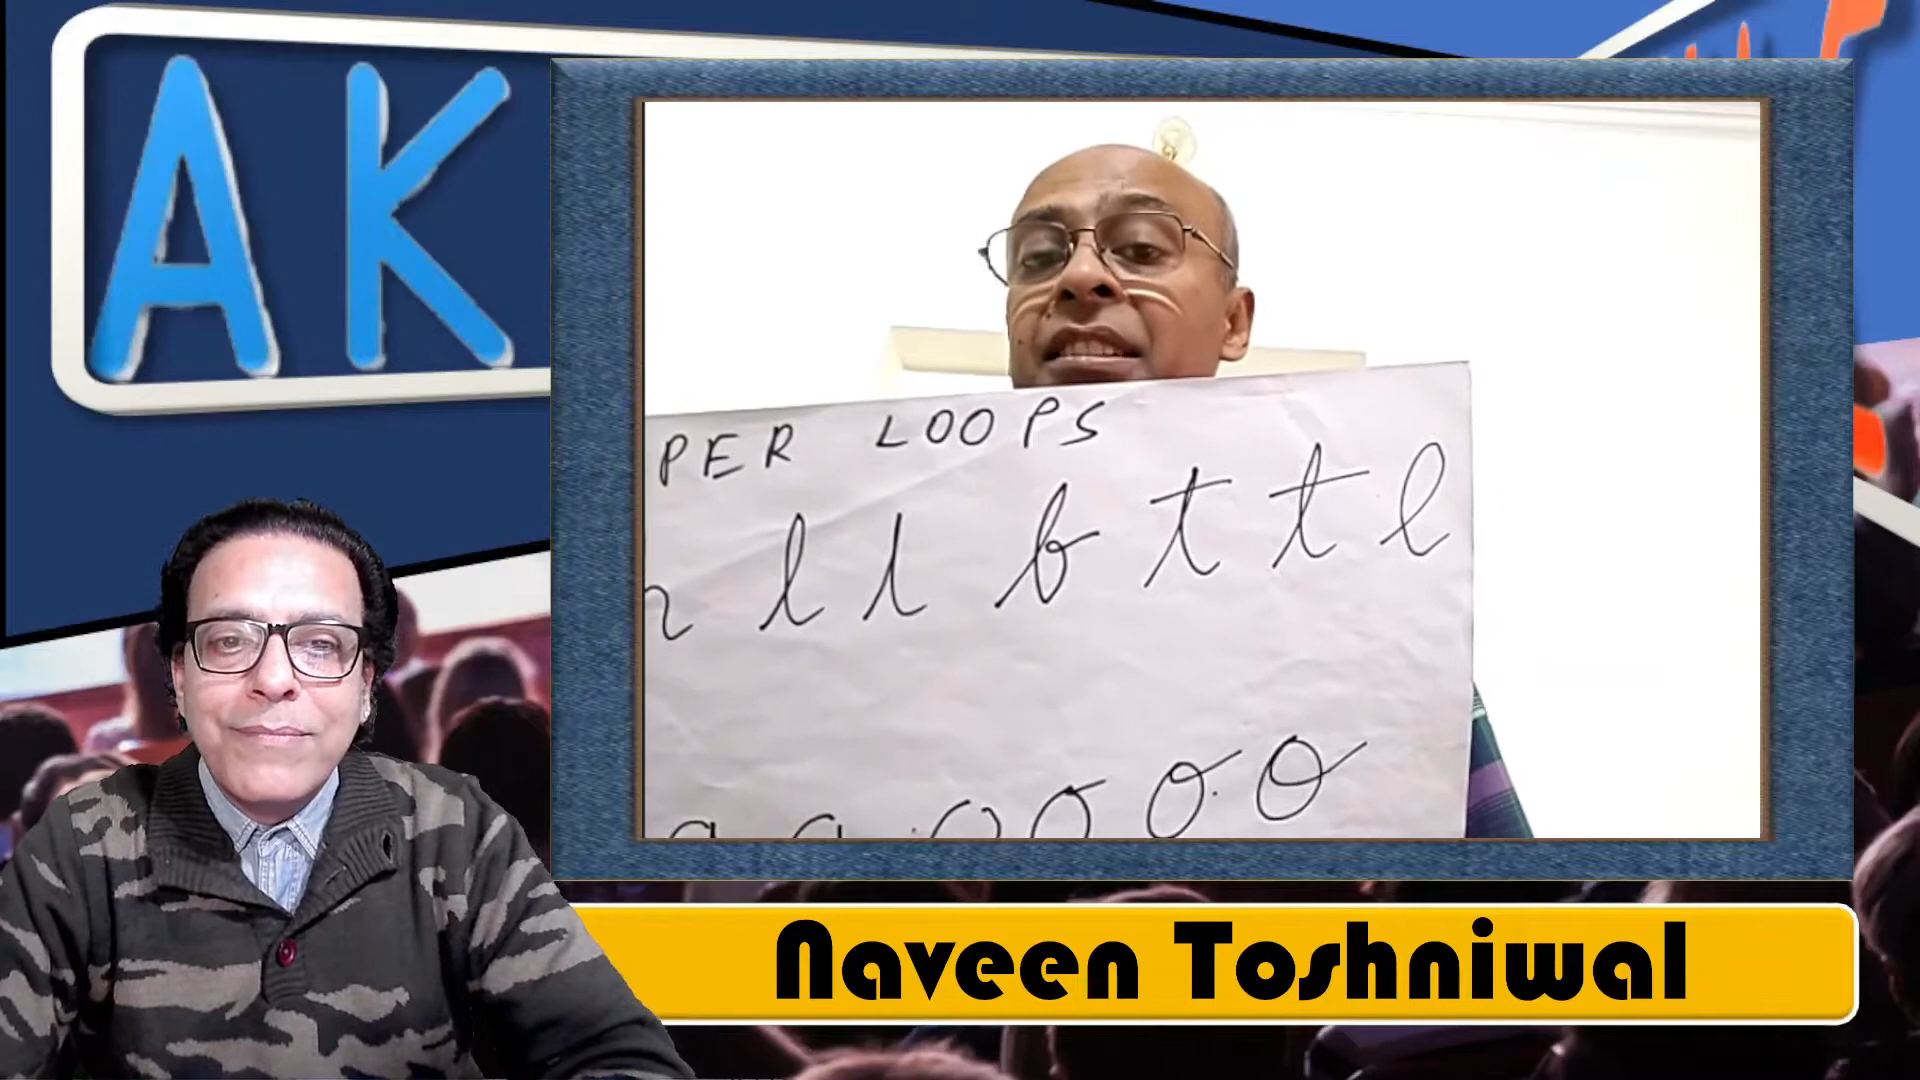 AK
PER LOOPS
l l b t t l
a a o o o o
Naveen Toshniwal